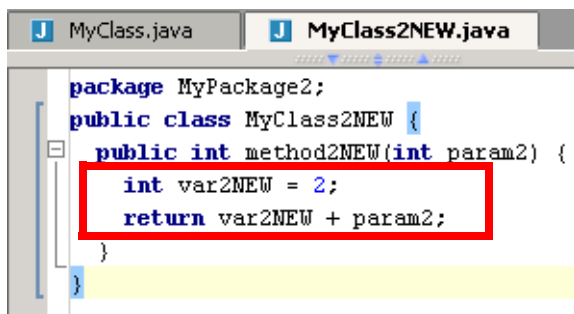 J MyClass.java J MyClass2NEW.java
package MyPackage2;
public class MyClass2NEW {
public int method2NEW(int param2) {
int var2NEW = 2;
return var2NEW + param2;
}
}